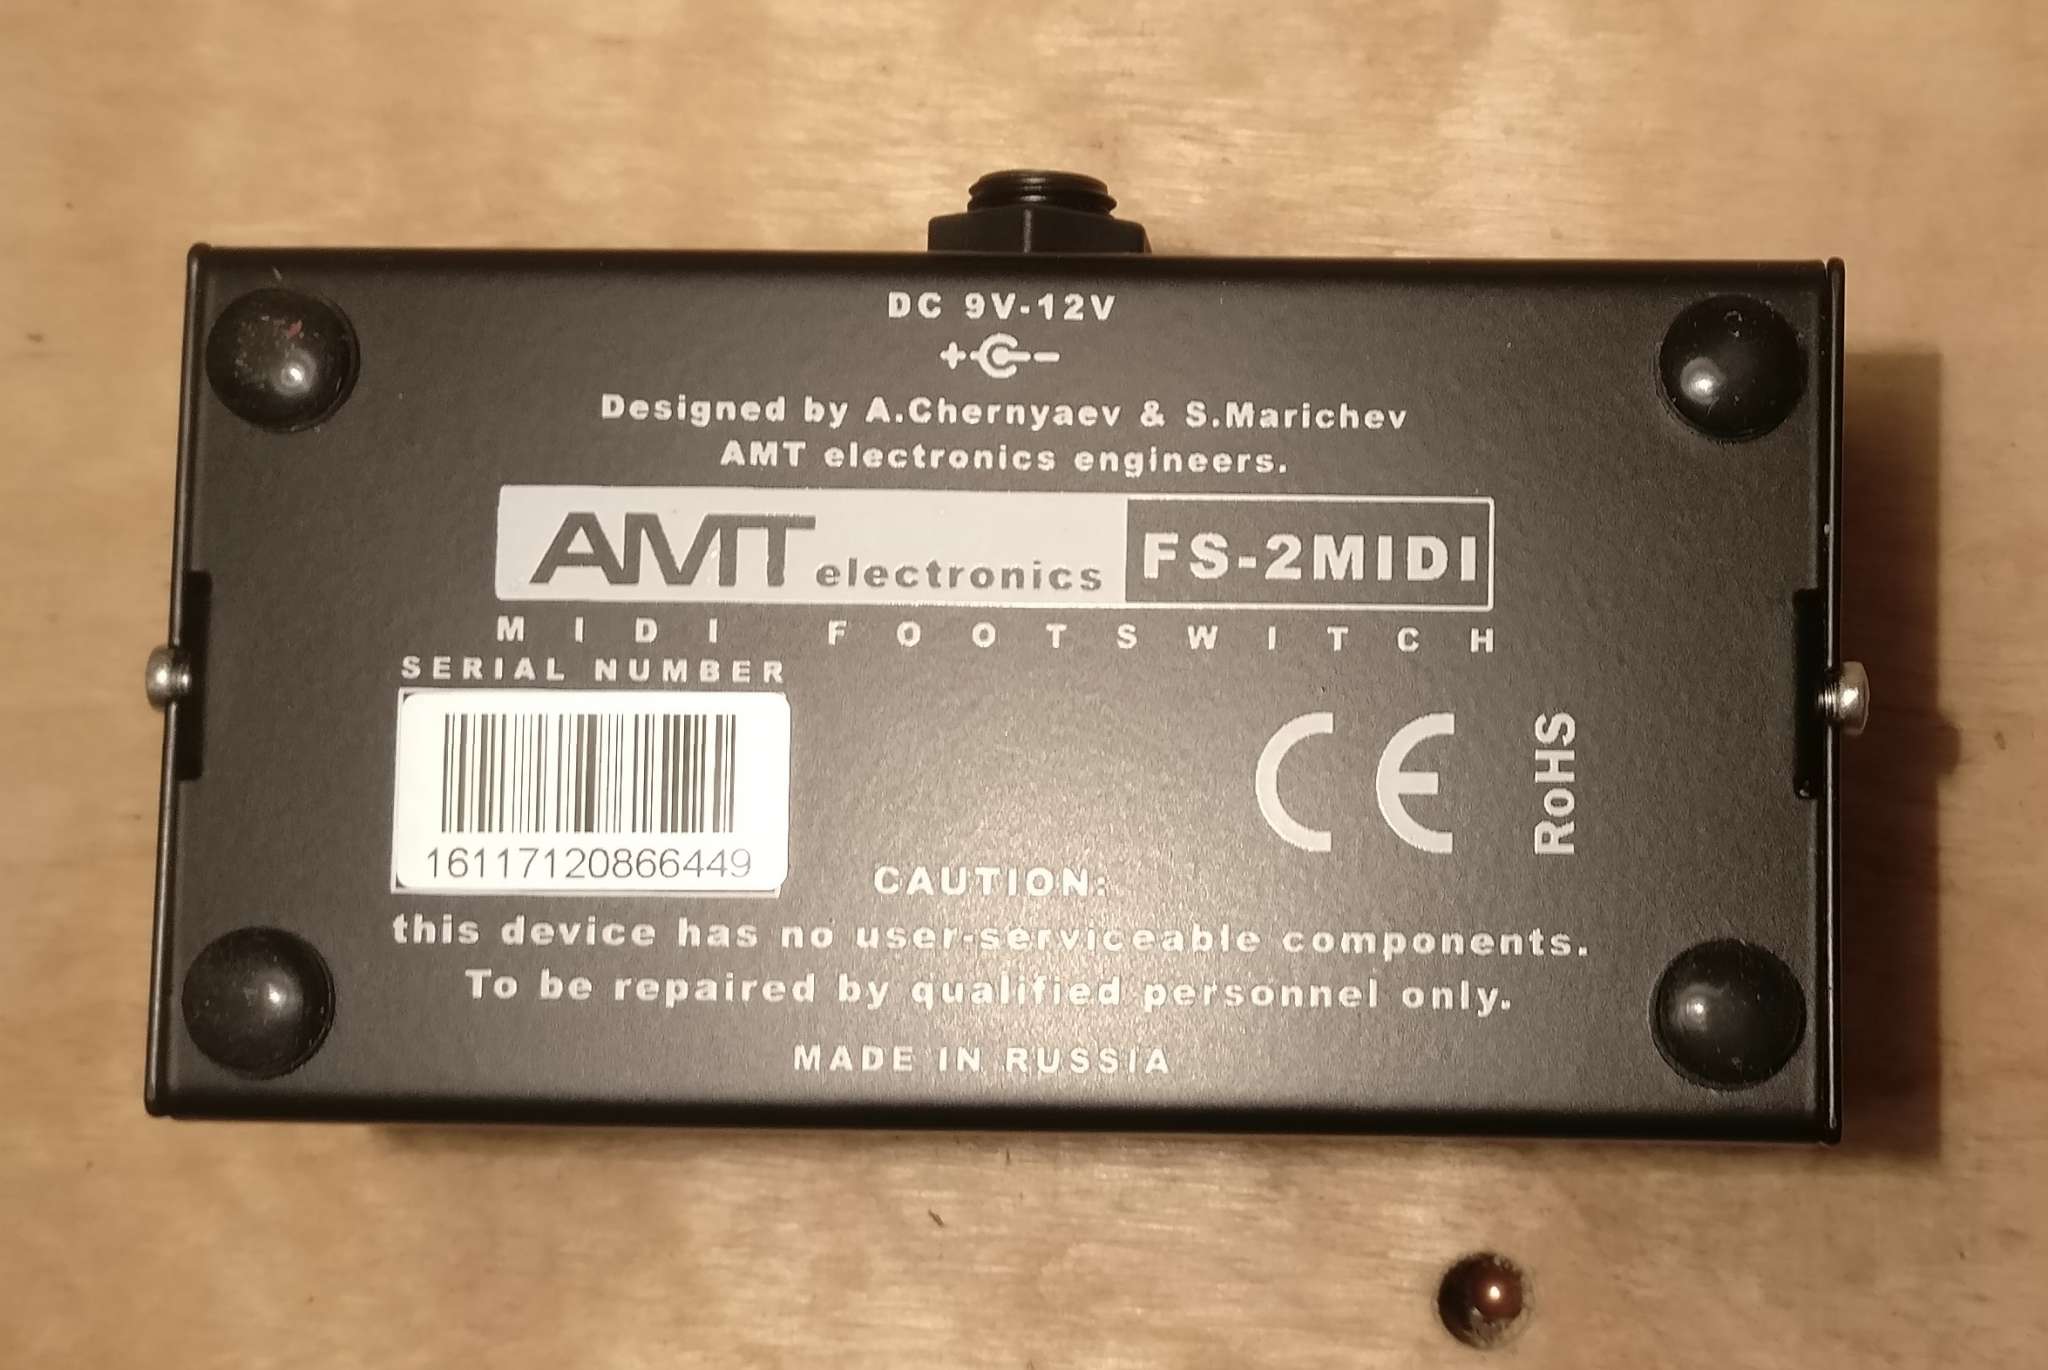 DC 9V-12V
+ -
Designed by A.Chernyaev & S.Marichev
AMT electronics engineers.
AMT electronics FS-2MIDI
MIDI FOOTSWITCH
SERIAL NUMBER
16117120866449
CE RoHS
CAUTION:
this device has no user-serviceable components.
To be repaired by qualified personnel only.
MADE IN RUSSIA